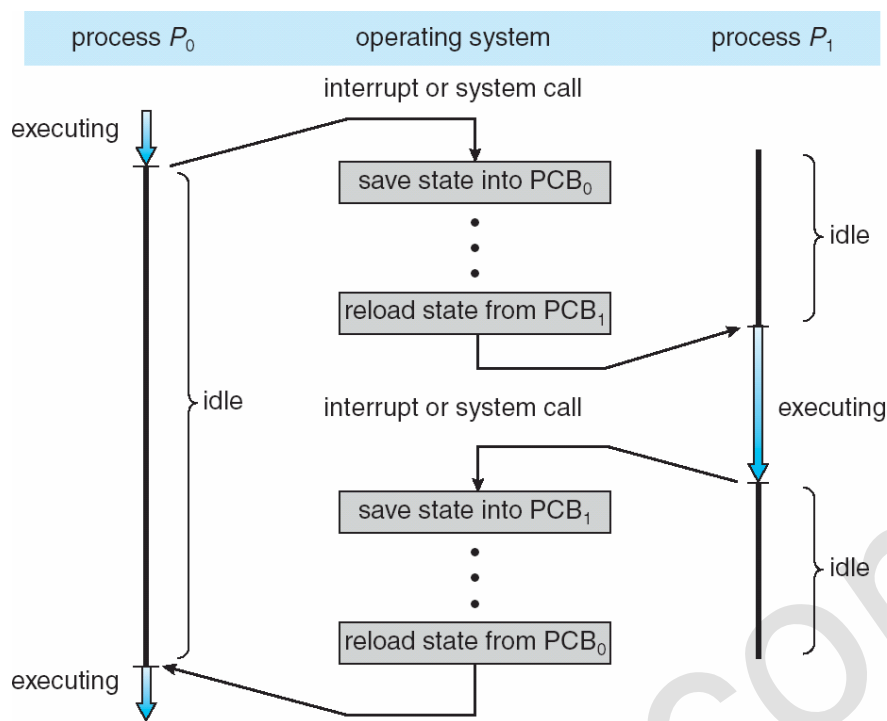 process P₀ operating system process P₁
interrupt or system call
executing
save state into PCB₀
idle
reload state from PCB₁
idle
interrupt or system call
executing
save state into PCB₁
idle
reload state from PCB₀
executing